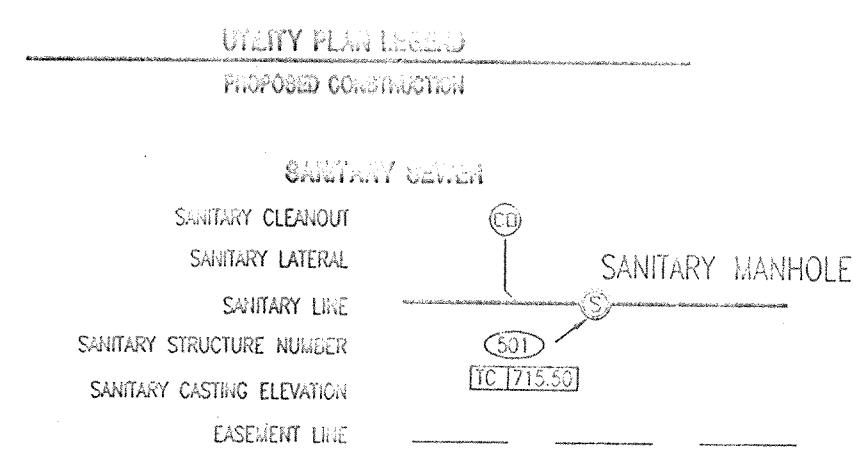 UTILITY PLAN LEGEND
PROPOSED CONSTRUCTION
SANITARY SEWER
SANITARY CLEANOUT
CO
SANITARY LATERAL
SANITARY MANHOLE
SANITARY LINE
S
SANITARY STRUCTURE NUMBER
501
SANITARY CASTING ELEVATION
TC 715.50
EASEMENT LINE